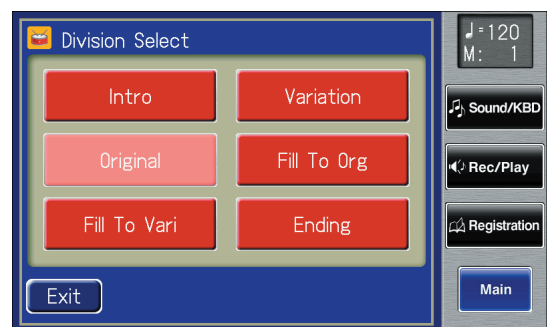 Division Select
Intro
Variation
Original
Fill To Org
Fill To Vari
Ending
Exit
♩=120
M: 1
Sound/KBD
Rec/Play
Registration
Main